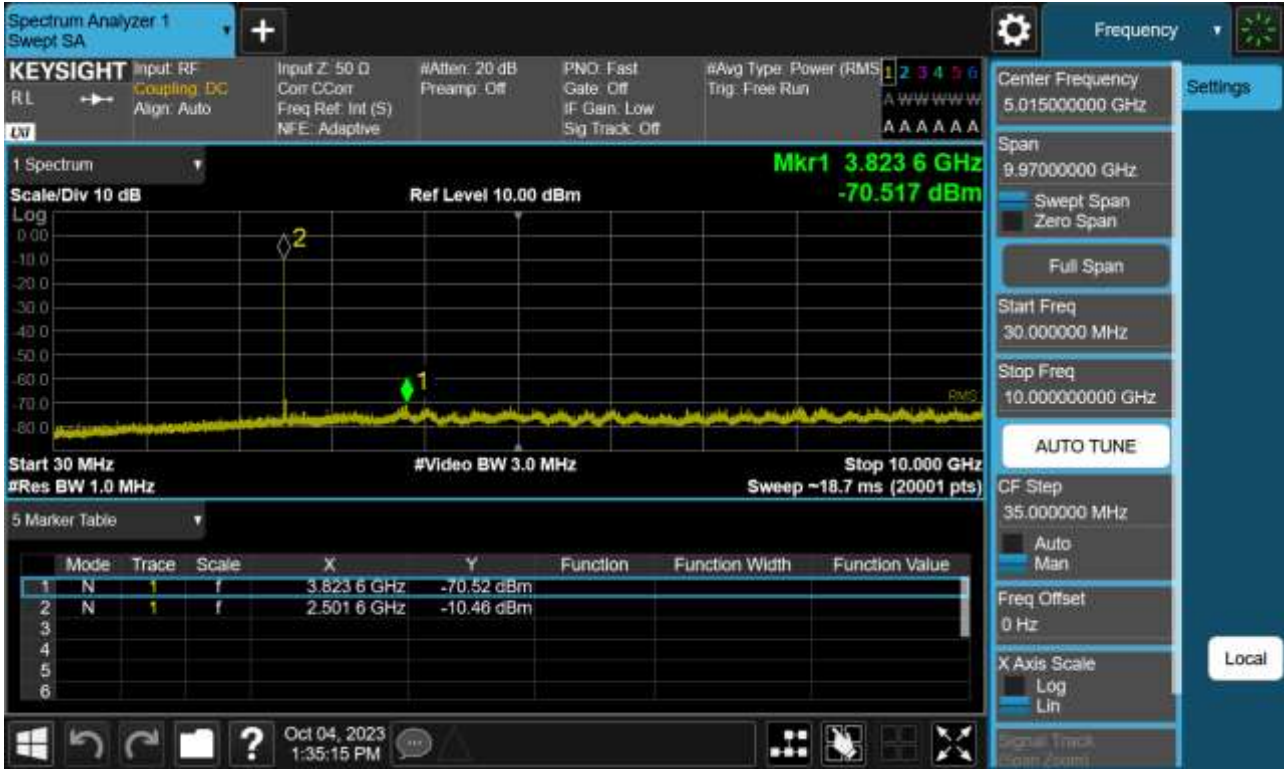 Spectrum Analyzer 1
Swept SA
+
Frequency
KEYSIGHT
RL
LXI
Input: RF
Coupling: DC
Align: Auto
Input Z: 50 Ω
Corr CCorr
Freq Ref: Int (S)
NFE: Adaptive
#Atten: 20 dB
Preamp: Off
PNO: Fast
Gate: Off
IF Gain: Low
Sig Track: Off
#Avg Type: Power (RMS
Trig: Free Run
1 2 3 4 5 6
A W W W W W
A A A A A A
1 Spectrum
Scale/Div 10 dB
Ref Level 10.00 dBm
Mkr1 3.823 6 GHz
-70.517 dBm
Log
0.00
-10.0
-20.0
-30.0
-40.0
-50.0
-60.0
-70.0
-80.0
2
1
RMS
Start 30 MHz
#Video BW 3.0 MHz
Stop 10.000 GHz
#Res BW 1.0 MHz
Sweep ~18.7 ms (20001 pts)
5 Marker Table
Mode Trace Scale X Y Function Function Width Function Value
1 N 1 f 3.823 6 GHz -70.52 dBm
2 N 1 f 2.501 6 GHz -10.46 dBm
3
4
5
6
Oct 04, 2023
1:35:15 PM
?
Settings
Center Frequency
5.015000000 GHz
Span
9.97000000 GHz
Swept Span
Zero Span
Full Span
Start Freq
30.000000 MHz
Stop Freq
10.000000000 GHz
AUTO TUNE
CF Step
35.000000 MHz
Auto
Man
Freq Offset
0 Hz
X Axis Scale
Log
Lin
Signal Track
(Span Zoom)
Local